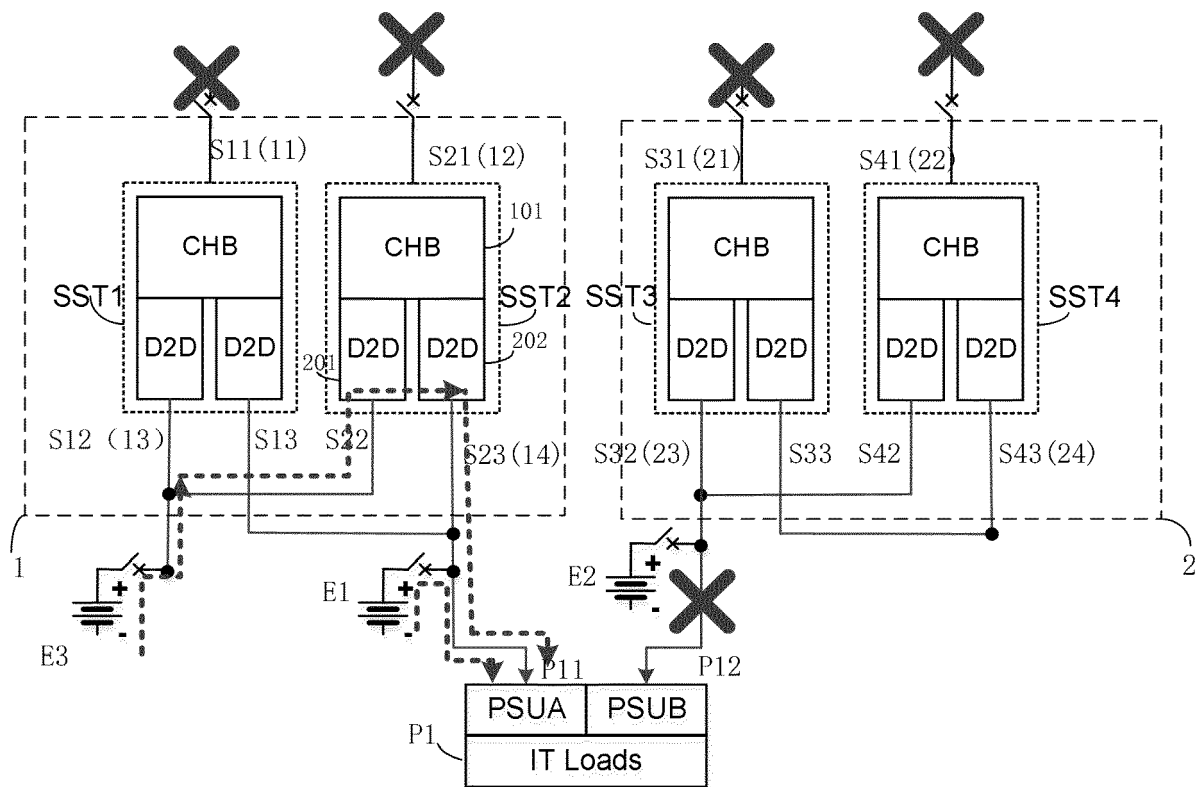 S11(11)
S21(12)
S31(21)
S41(22)
CHB
CHB
101
CHB
CHB
SST1
SST2
SST3
SST4
D2D
D2D
201
D2D
D2D
202
D2D
D2D
D2D
D2D
S12 (13)
S13
S22
S23(14)
S32(23)
S33
S42
S43(24)
1
2
E3
+
-
E1
+
-
E2
+
-
P11
P12
PSUA
PSUB
P1
IT Loads